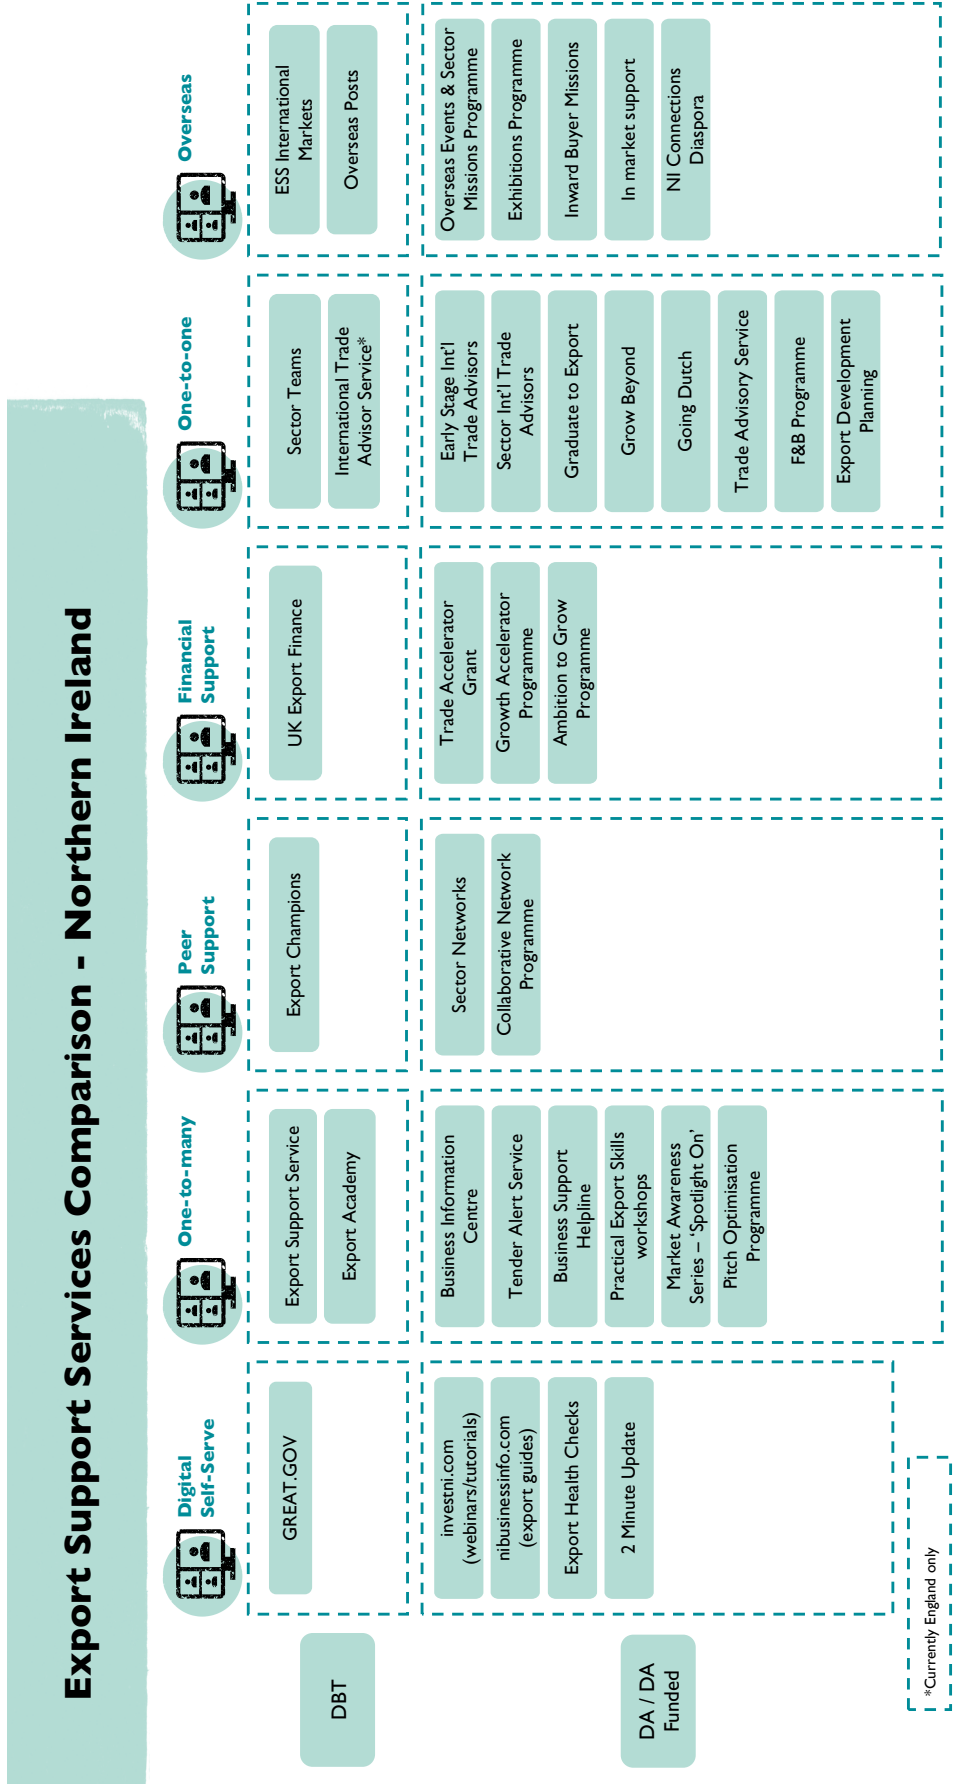 Export Support Services Comparison - Northern Ireland
Digital
Self-Serve
One-to-many
Peer
Support
Financial
Support
One-to-one
Overseas
DBT
GREAT.GOV
Export Support Service
Export Academy
Export Champions
UK Export Finance
Sector Teams
International Trade
Advisor Service*
ESS International
Markets
Overseas Posts
DA / DA
Funded
investni.com
(webinars/tutorials)
nibusinessinfo.com
(export guides)
Export Health Checks
2 Minute Update
Business Information
Centre
Tender Alert Service
Business Support
Helpline
Practical Export Skills
workshops
Market Awareness
Series – ‘Spotlight On’
Pitch Optimisation
Programme
Sector Networks
Collaborative Network
Programme
Trade Accelerator
Grant
Growth Accelerator
Programme
Ambition to Grow
Programme
Early Stage Int’l
Trade Advisors
Sector Int’l Trade
Advisors
Graduate to Export
Grow Beyond
Going Dutch
Trade Advisory Service
F&B Programme
Export Development
Planning
Overseas Events & Sector
Missions Programme
Exhibitions Programme
Inward Buyer Missions
In market support
NI Connections
Diaspora
*Currently England only